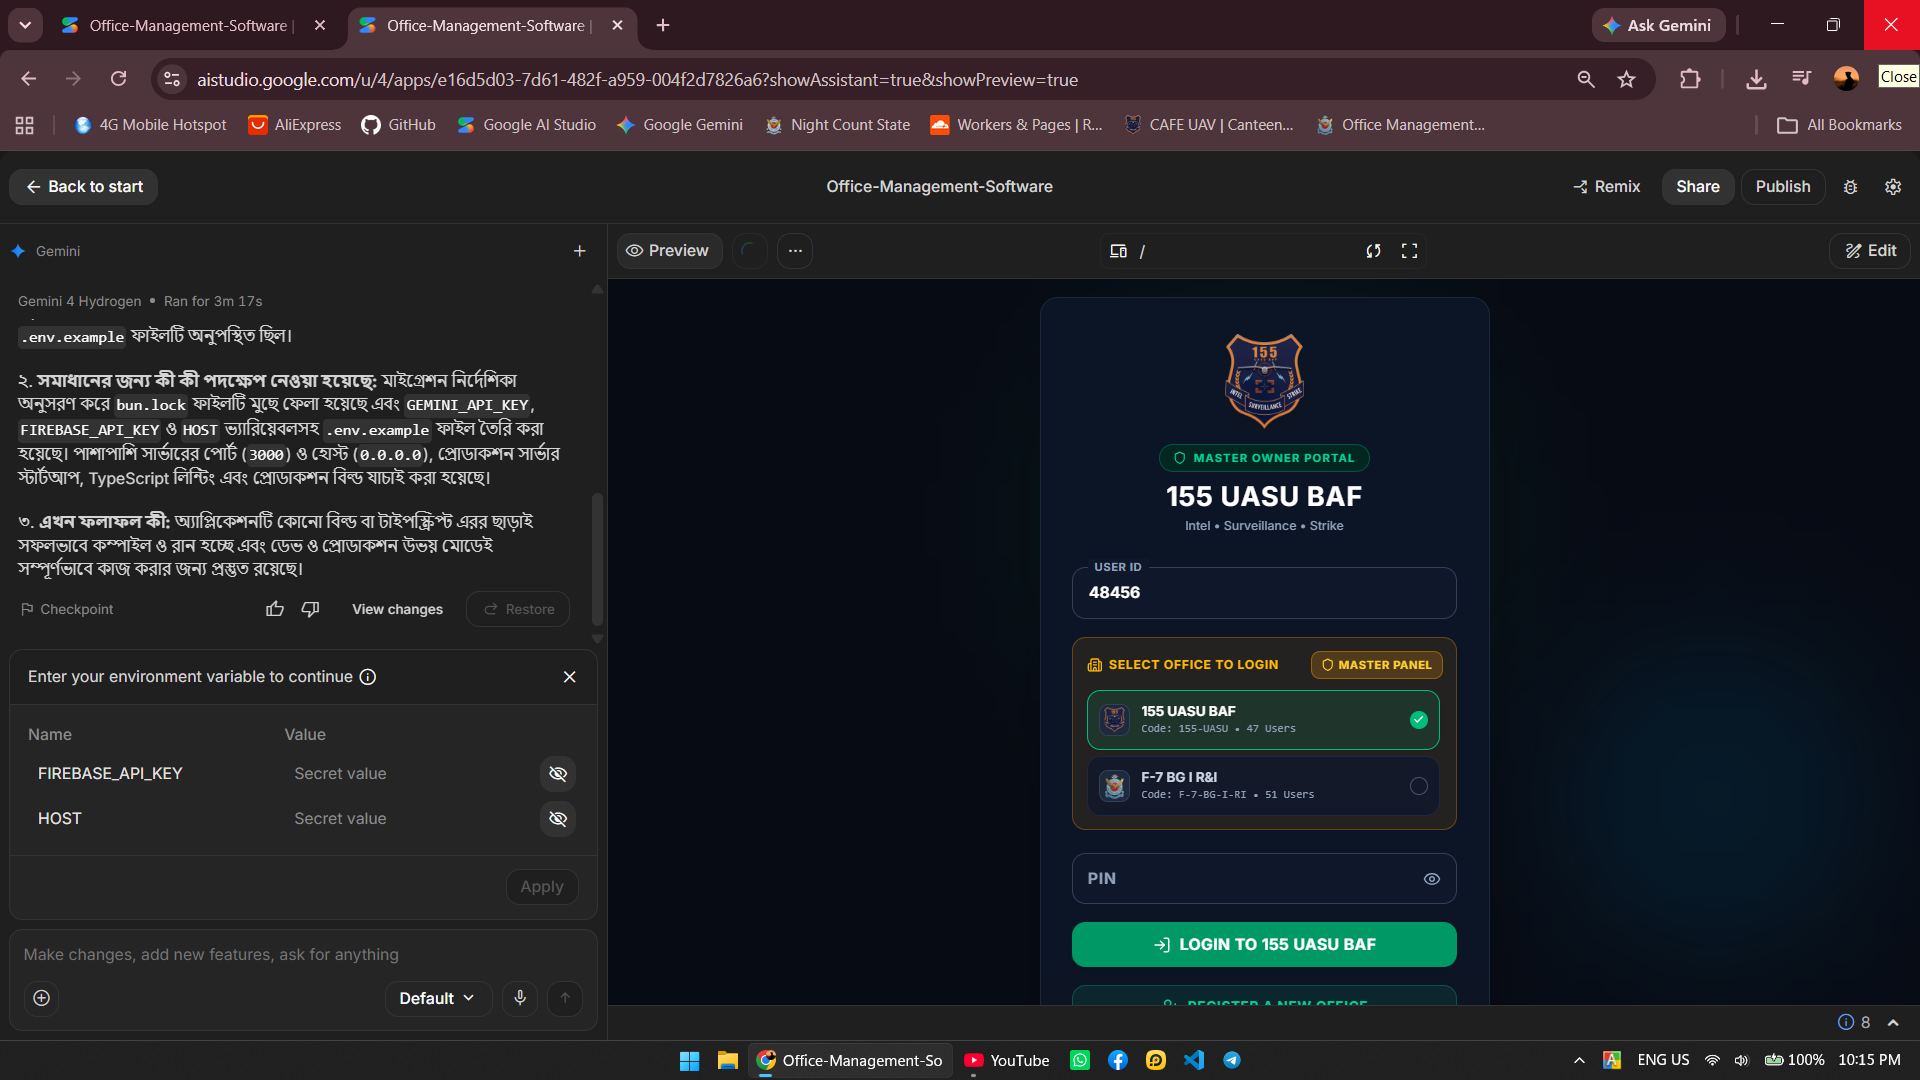 Office-Management-Software |
Office-Management-Software |
Ask Gemini
aistudio.google.com/u/4/apps/e16d5d03-7d61-482f-a959-004f2d7826a6?showAssistant=true&showPreview=true
Close
4G Mobile Hotspot
AliExpress
GitHub
Google AI Studio
Google Gemini
Night Count State
Workers & Pages | R...
CAFE UAV | Canteen...
Office Management...
All Bookmarks
Back to start
Office-Management-Software
Remix
Share
Publish
Gemini
Preview
/
Edit
Gemini 4 Hydrogen • Ran for 3m 17s
.env.example ফাইলটি অনুপস্থিত ছিল।
২. সমাধানের জন্য কী কী পদক্ষেপ নেওয়া হয়েছে: মাইগ্রেশন নির্দেশিকা
অনুসরণ করে bun.lock ফাইলটি মুছে ফেলা হয়েছে এবং GEMINI_API_KEY,
FIREBASE_API_KEY ও HOST ভ্যারিয়েবলসহ .env.example ফাইল তৈরি করা
হয়েছে। পাশাপাশি সার্ভারের পোর্ট (3000) ও হোস্ট (0.0.0.0), প্রোডাকশন সার্ভার
স্টার্টআপ, TypeScript লিন্টিং এবং প্রোডাকশন বিল্ড যাচাই করা হয়েছে।
৩. এখন ফলাফল কী: অ্যাপ্লিকেশনটি কোনো বিল্ড বা টাইপস্ক্রিপ্ট এরর ছাড়াই
সফলভাবে কম্পাইল ও রান হচ্ছে এবং ডেভ ও প্রোডাকশন উভয় মোডেই
সম্পূর্ণভাবে কাজ করার জন্য প্রস্তুত রয়েছে।
Checkpoint
View changes
Restore
Enter your environment variable to continue
Name Value
FIREBASE_API_KEY Secret value
HOST Secret value
Apply
Make changes, add new features, ask for anything
Default
155
INTEL SURVEILLANCE STRIKE
MASTER OWNER PORTAL
155 UASU BAF
Intel • Surveillance • Strike
USER ID
48456
SELECT OFFICE TO LOGIN
MASTER PANEL
155 UASU BAF
Code: 155-UASU • 47 Users
F-7 BG I R&I
Code: F-7-BG-I-RI • 51 Users
PIN
LOGIN TO 155 UASU BAF
REGISTER A NEW OFFICE
8
Office-Management-So
YouTube
ENG US
100%
10:15 PM